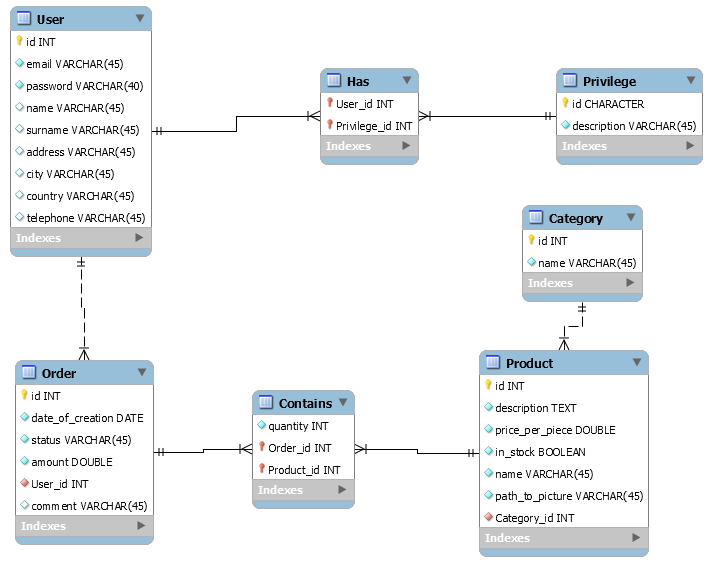 User
id INT
email VARCHAR(45)
password VARCHAR(40)
name VARCHAR(45)
surname VARCHAR(45)
address VARCHAR(45)
city VARCHAR(45)
country VARCHAR(45)
telephone VARCHAR(45)
Indexes
Has
User_id INT
Privilege_id INT
Indexes
Privilege
id CHARACTER
description VARCHAR(45)
Indexes
Category
id INT
name VARCHAR(45)
Indexes
Order
id INT
date_of_creation DATE
status VARCHAR(45)
amount DOUBLE
User_id INT
comment VARCHAR(45)
Indexes
Contains
quantity INT
Order_id INT
Product_id INT
Indexes
Product
id INT
description TEXT
price_per_piece DOUBLE
in_stock BOOLEAN
name VARCHAR(45)
path_to_picture VARCHAR(45)
Category_id INT
Indexes